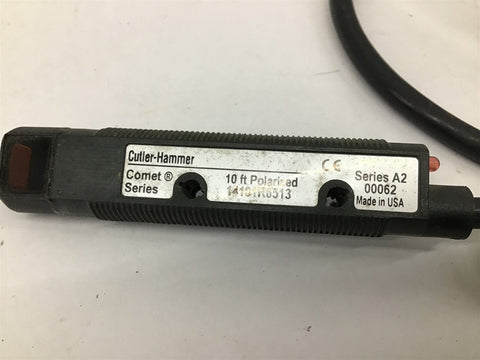 Cutler-Hammer
CE
Comet ® 10 ft Polarized Series A2
Series 14101R6513 00062
Made in USA